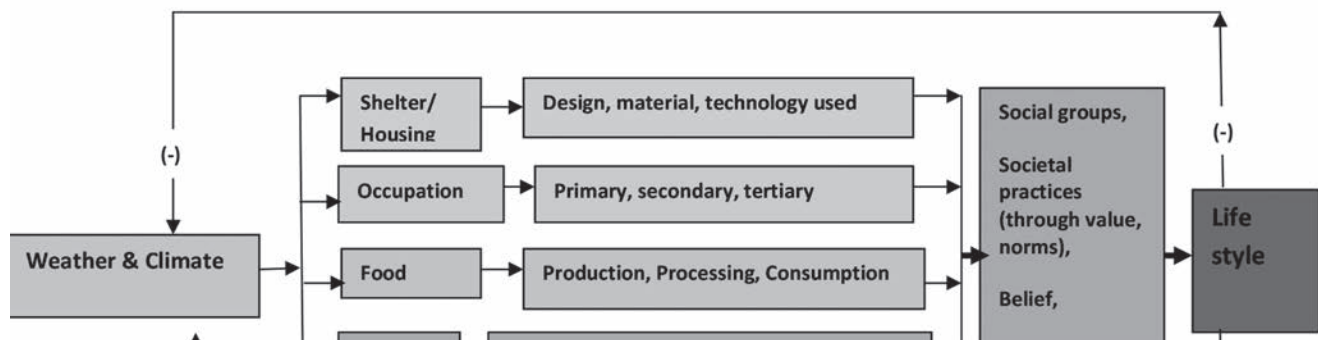 Shelter/
Housing
Design, material, technology used
Social groups,
(-)
(-)
Societal
practices
(through value,
norms),
Occupation
Primary, secondary, tertiary
Life
style
Weather & Climate
Food
Production, Processing, Consumption
Belief,